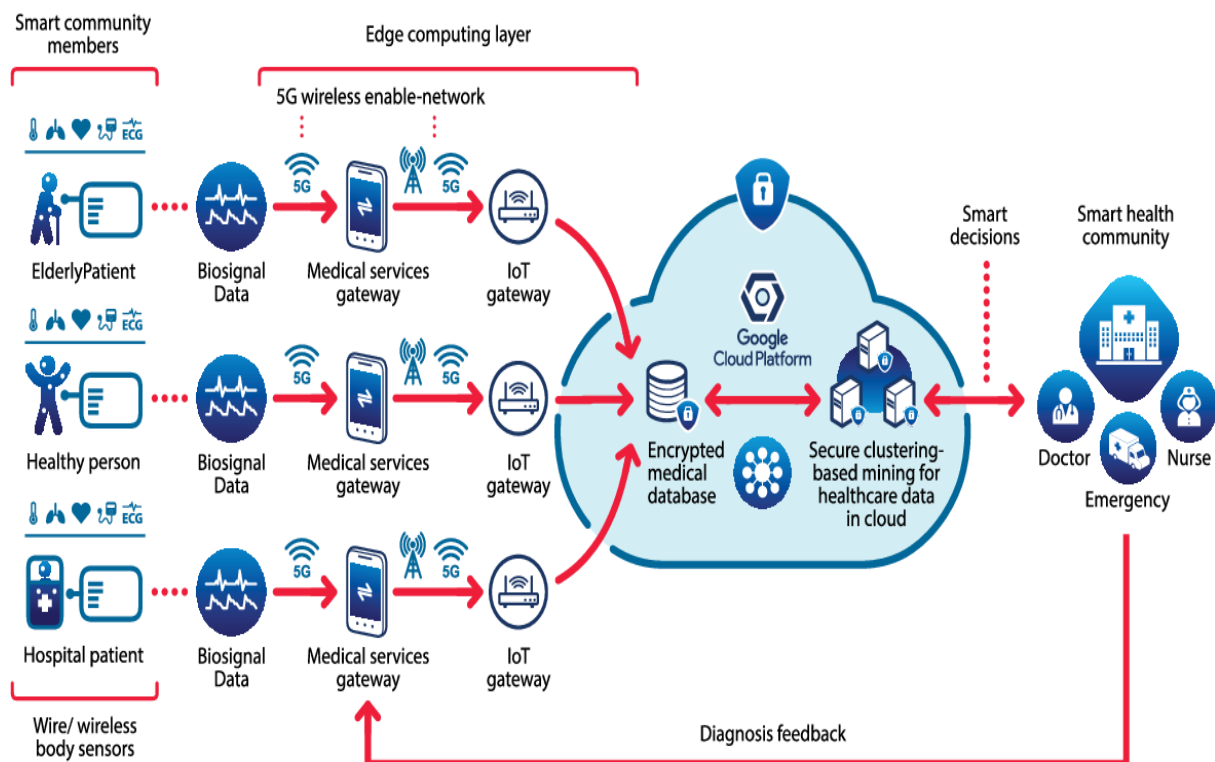 Smart community
members
Edge computing layer
5G wireless enable-network
ECG
5G
5G
ElderlyPatient
Biosignal
Data
Medical services
gateway
IoT
gateway
ECG
5G
5G
Healthy person
Biosignal
Data
Medical services
gateway
IoT
gateway
ECG
5G
5G
Hospital patient
Biosignal
Data
Medical services
gateway
IoT
gateway
Wire/ wireless
body sensors
Google
Cloud Platform
Encrypted
medical
database
Secure clustering-
based mining for
healthcare data
in cloud
Smart
decisions
Smart health
community
Doctor
Nurse
Emergency
Diagnosis feedback